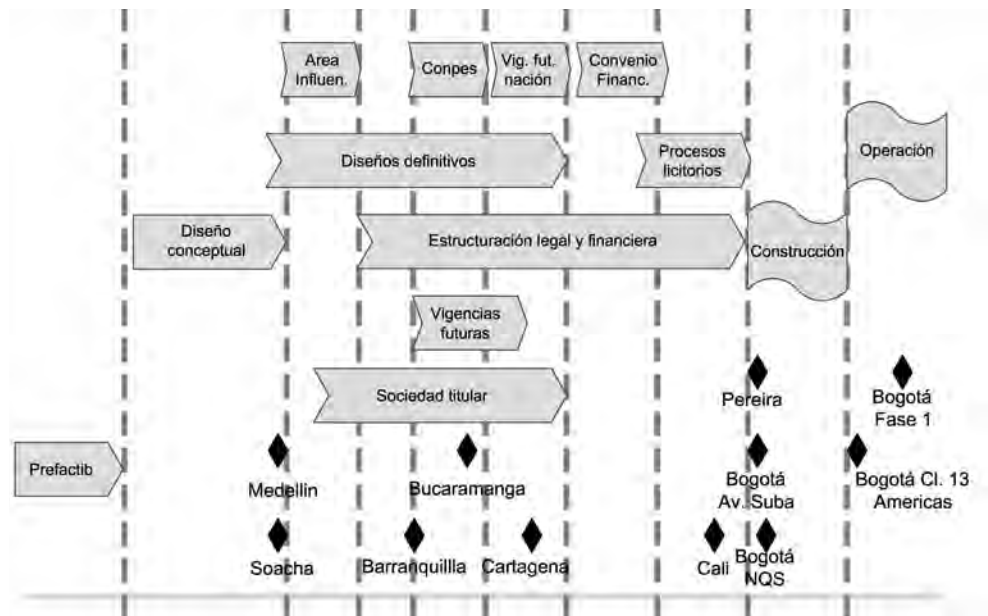 Area
Influen.
Conpes
Vig. fut.
nación
Convenio
Financ.
Diseños definitivos
Procesos
licitorios
Operación
Diseño
conceptual
Estructuración legal y financiera
Construcción
Vigencias
futuras
Sociedad titular
Pereira
Bogotá
Fase 1
Prefactib
Medellín
Bucaramanga
Bogotá
Av. Suba
Bogotá Cl. 13
Americas
Soacha
Barranquillla
Cartagena
Cali
Bogotá
NQS